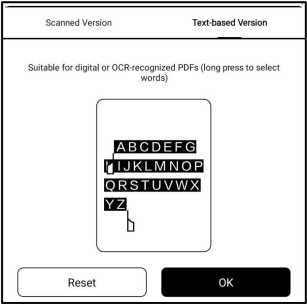 Scanned Version
Text-based Version
Suitable for digital or OCR-recognized PDFs (long press to select
words)
ABCDEFG
HIJKLMNOP
QRSTUVWX
YZ
Reset
OK